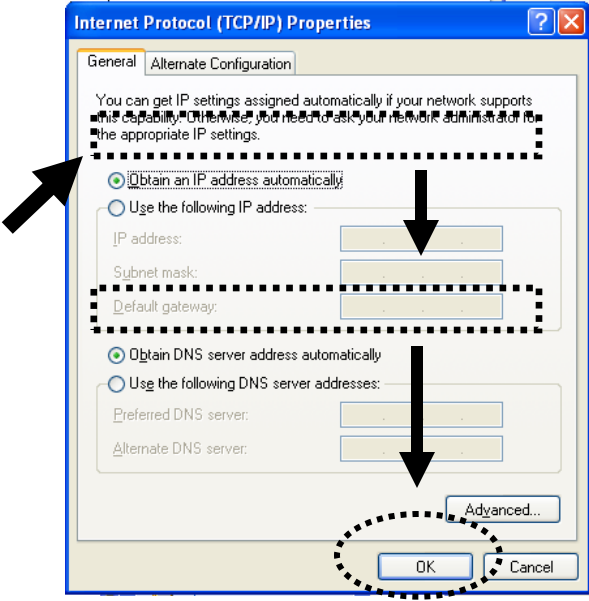 Internet Protocol (TCP/IP) Properties
General
Alternate Configuration
You can get IP settings assigned automatically if your network supports
this capability. Otherwise, you need to ask your network administrator for
the appropriate IP settings.
Obtain an IP address automatically
Use the following IP address:
IP address:
Subnet mask:
Default gateway:
Obtain DNS server address automatically
Use the following DNS server addresses:
Preferred DNS server:
Alternate DNS server:
Advanced...
OK
Cancel